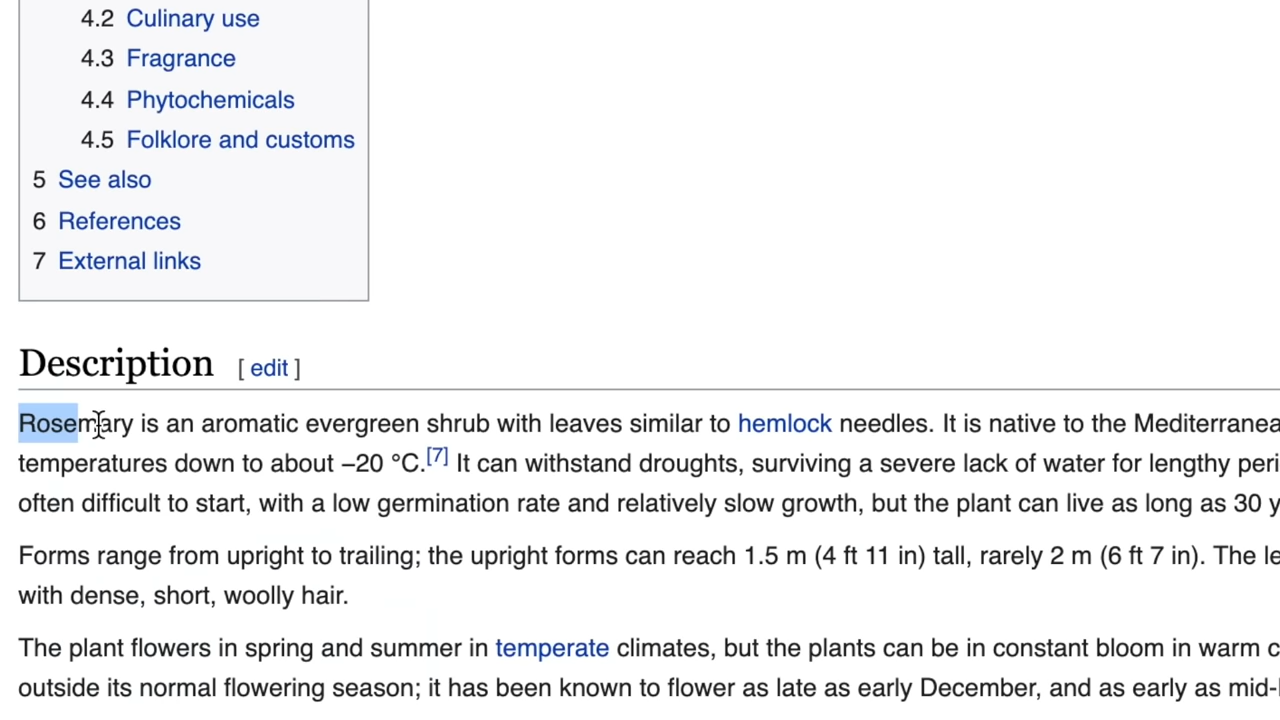 4.2 Culinary use
4.3 Fragrance
4.4 Phytochemicals
4.5 Folklore and customs
5 See also
6 References
7 External links
Description [ edit ]
Rosemary is an aromatic evergreen shrub with leaves similar to hemlock needles. It is native to the
temperatures down to about −20 °C.[7] It can withstand droughts, surviving a severe lack of water for lengthy
often difficult to start, with a low germination rate and relatively slow growth, but the plant can live as long as 30
Forms range from upright to trailing; the upright forms can reach 1.5 m (4 ft 11 in) tall, rarely 2 m (6 ft 7 in). The
with dense, short, woolly hair.
The plant flowers in spring and summer in temperate climates, but the plants can be in constant bloom in warm
outside its normal flowering season; it has been known to flower as late as early December, and as early as